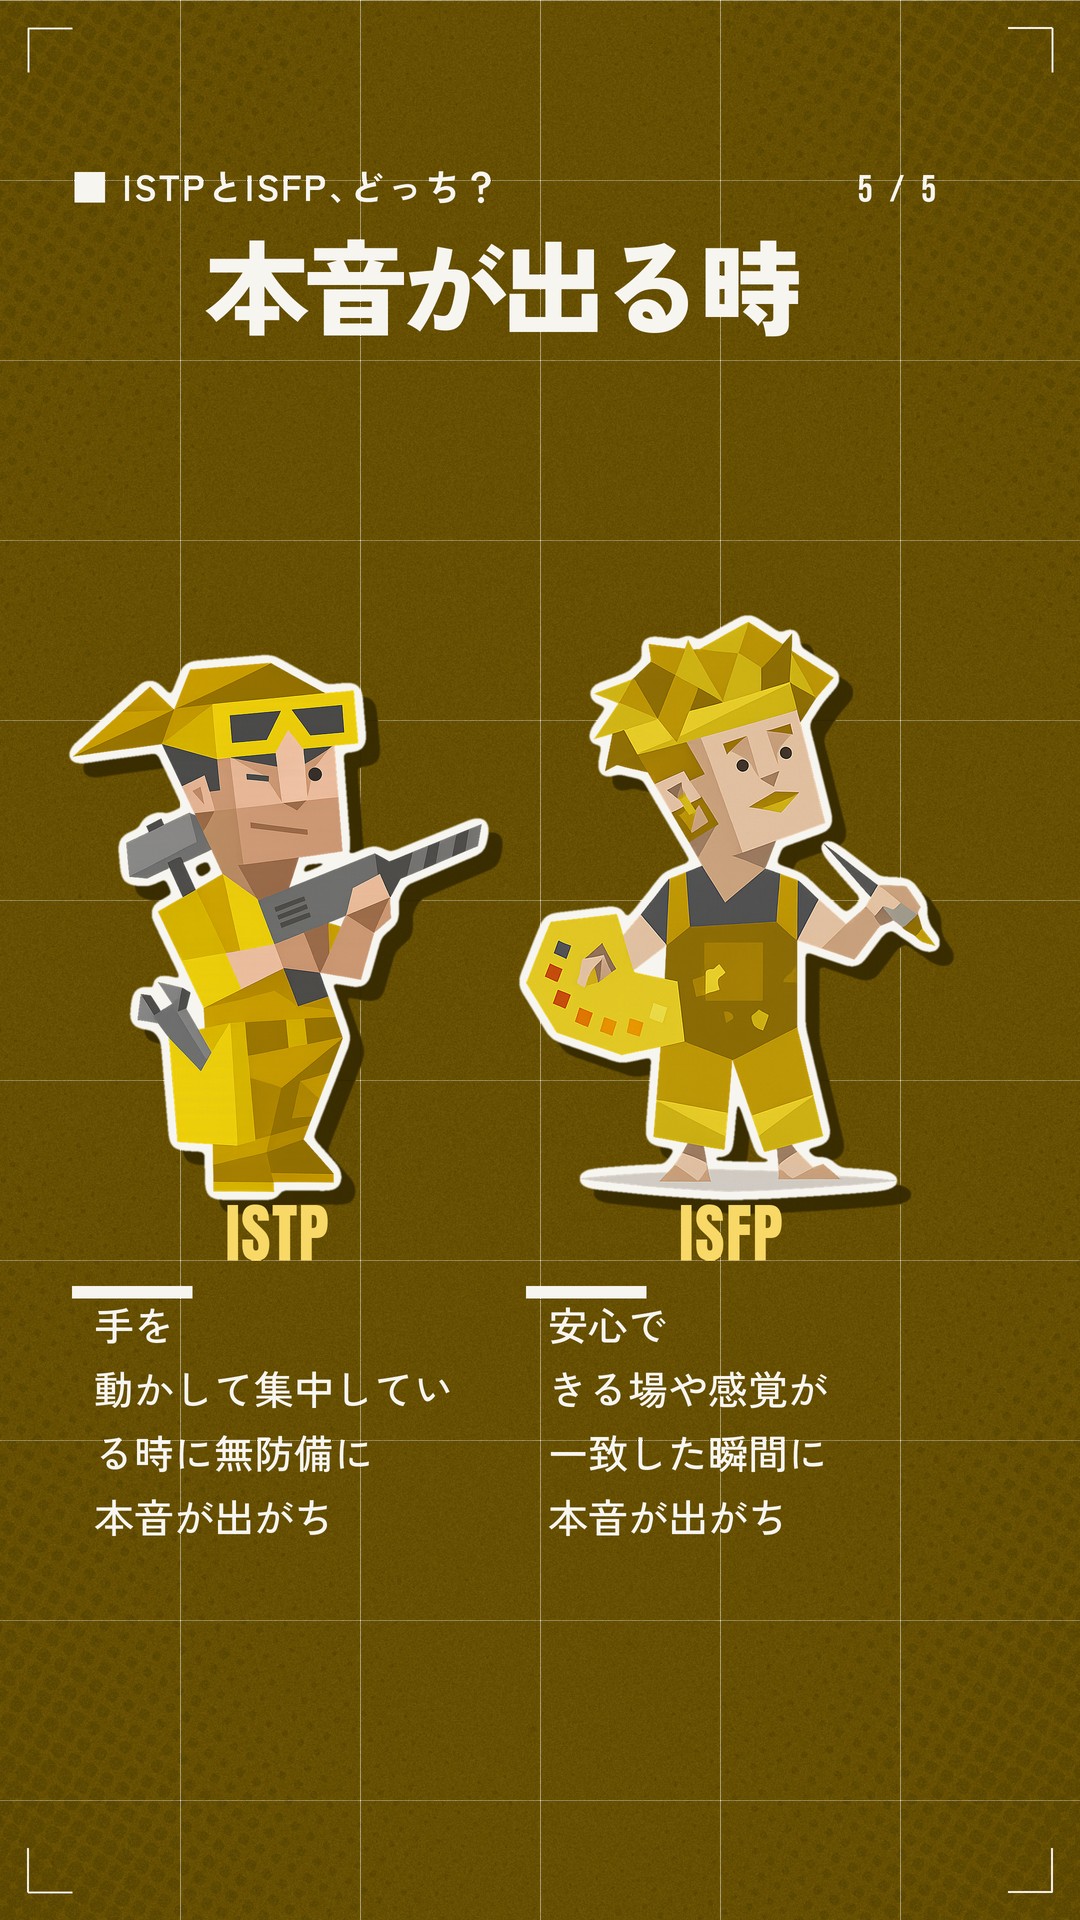 ISTPとISFP、どっち？
5 / 5
本音が出る時
ISTP
手を
動かして集中してい
る時に無防備に
本音が出がち
ISFP
安心で
きる場や感覚が
一致した瞬間に
本音が出がち